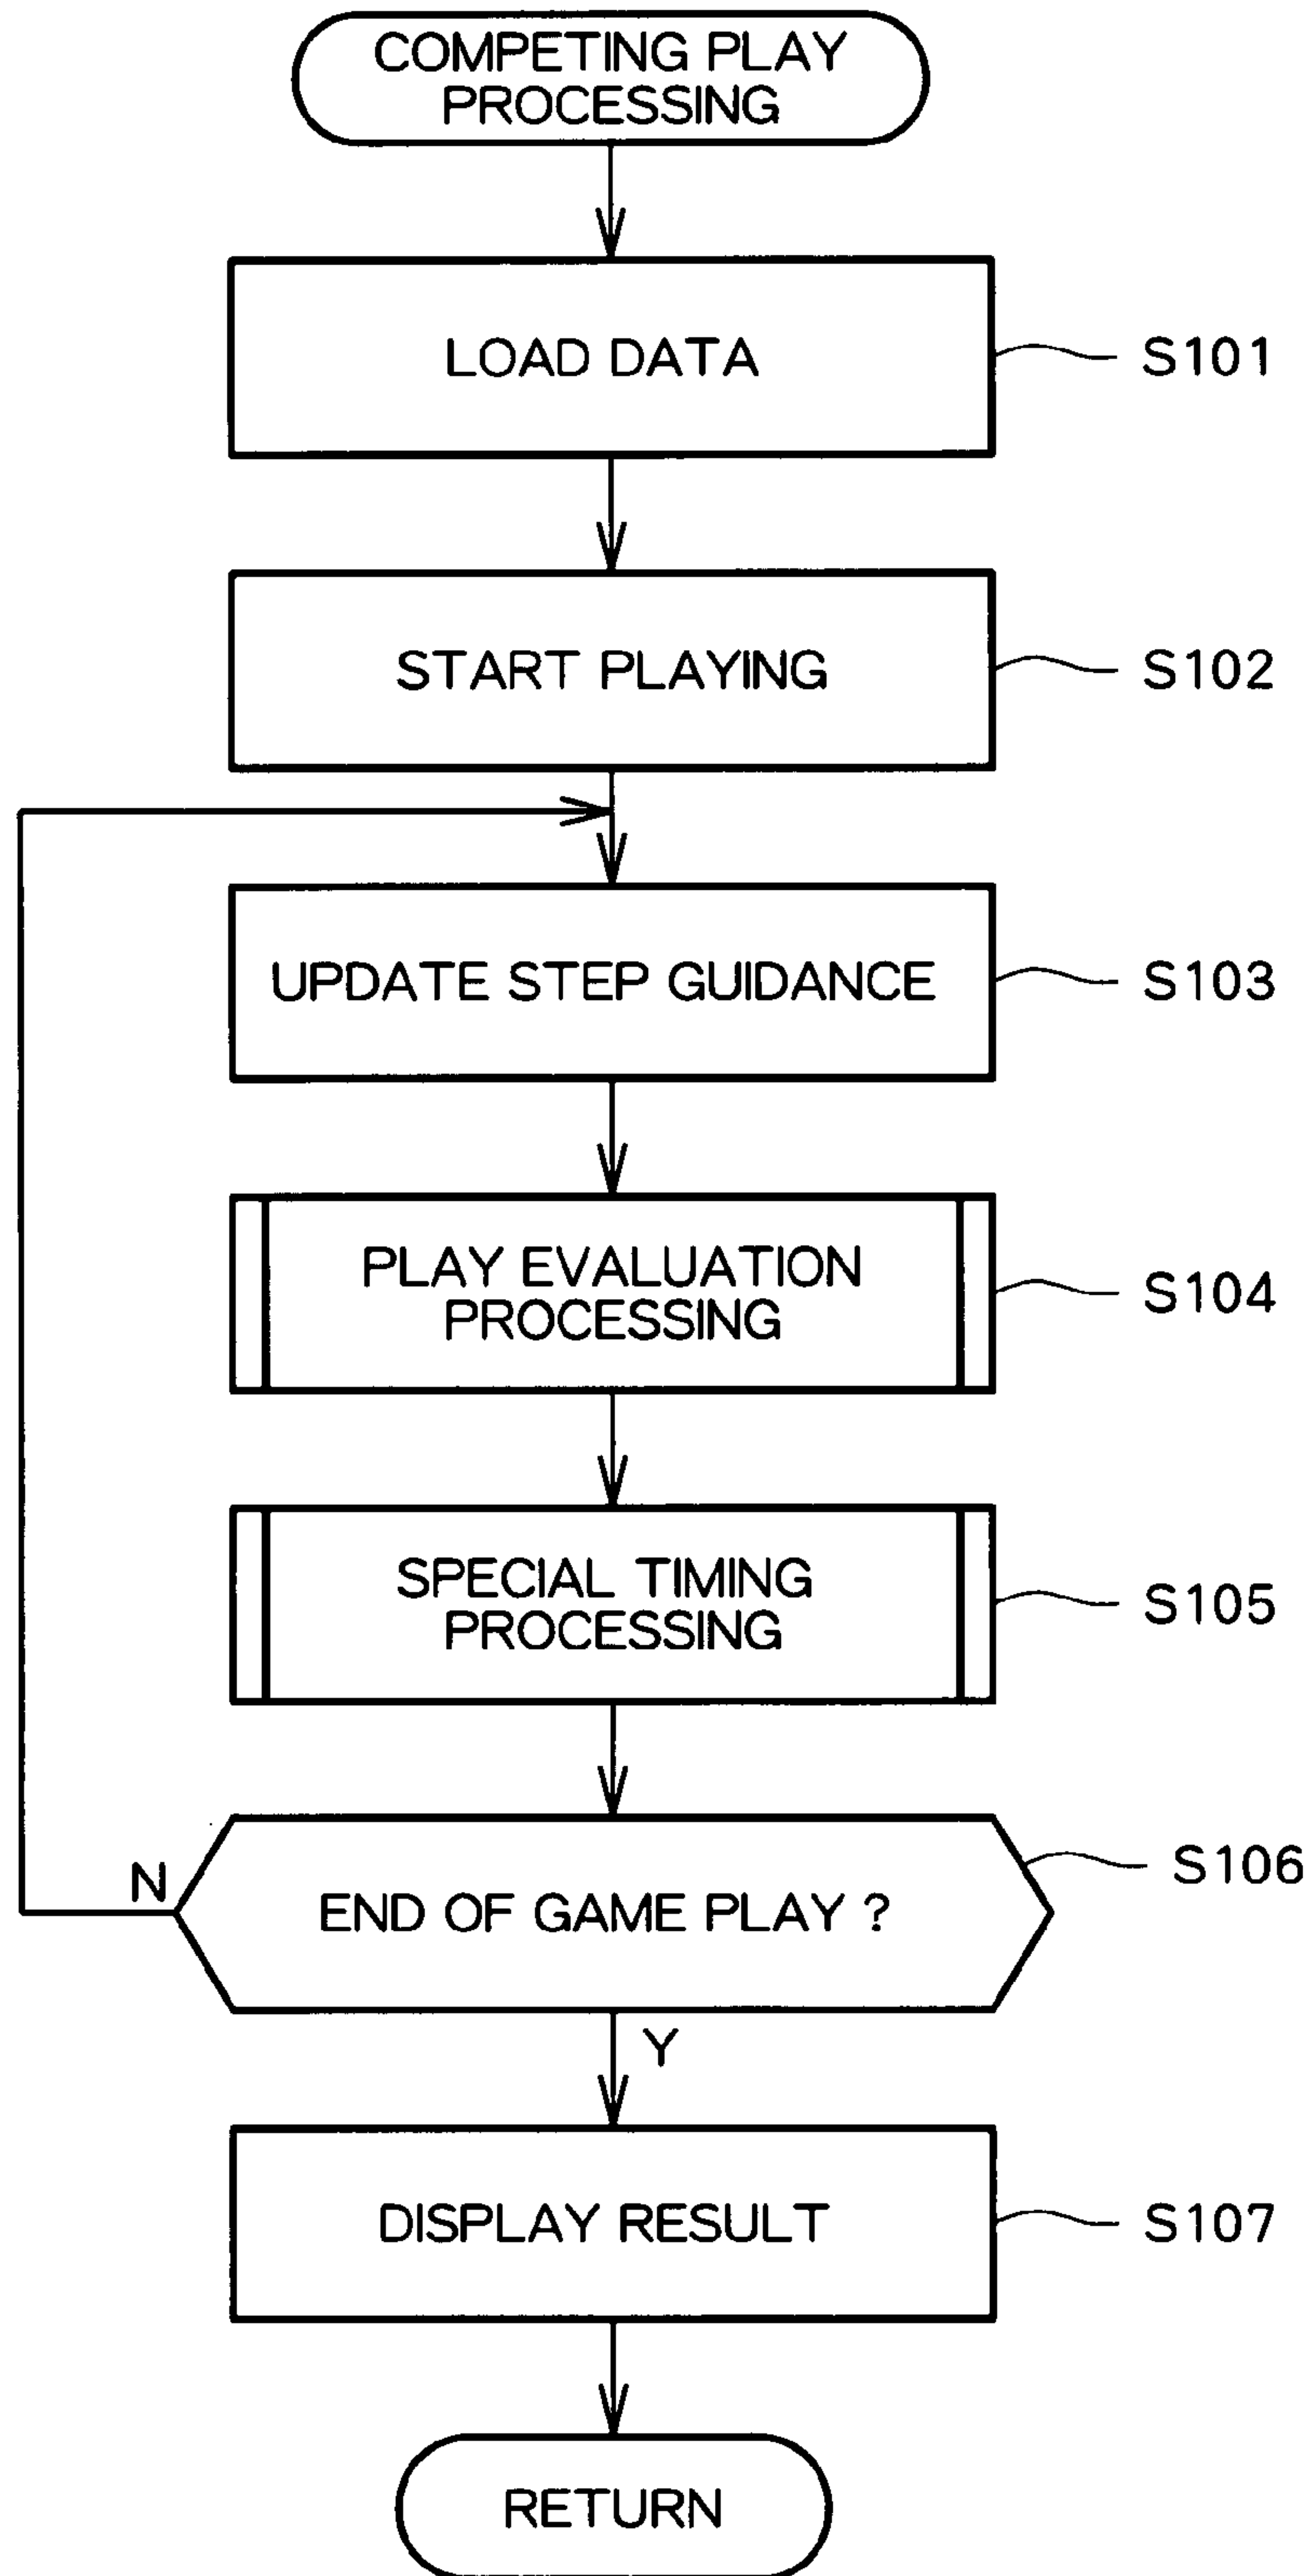 COMPETING PLAY
PROCESSING
LOAD DATA
S101
START PLAYING
S102
UPDATE STEP GUIDANCE
S103
PLAY EVALUATION
PROCESSING
S104
SPECIAL TIMING
PROCESSING
S105
S106
N
END OF GAME PLAY ?
Y
DISPLAY RESULT
S107
RETURN